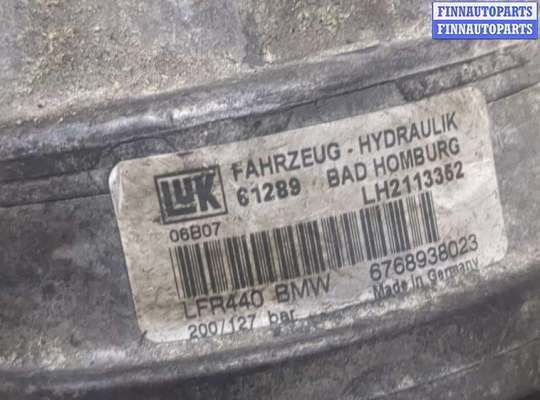 FINNAUTOPARTS
FINNAUTOPARTS
LUK
FAHRZEUG - HYDRAULIK
61289 BAD HOMBURG
LH2113352
06B07
LFR440 BMW 6768938023
200/127 bar Made in Germany